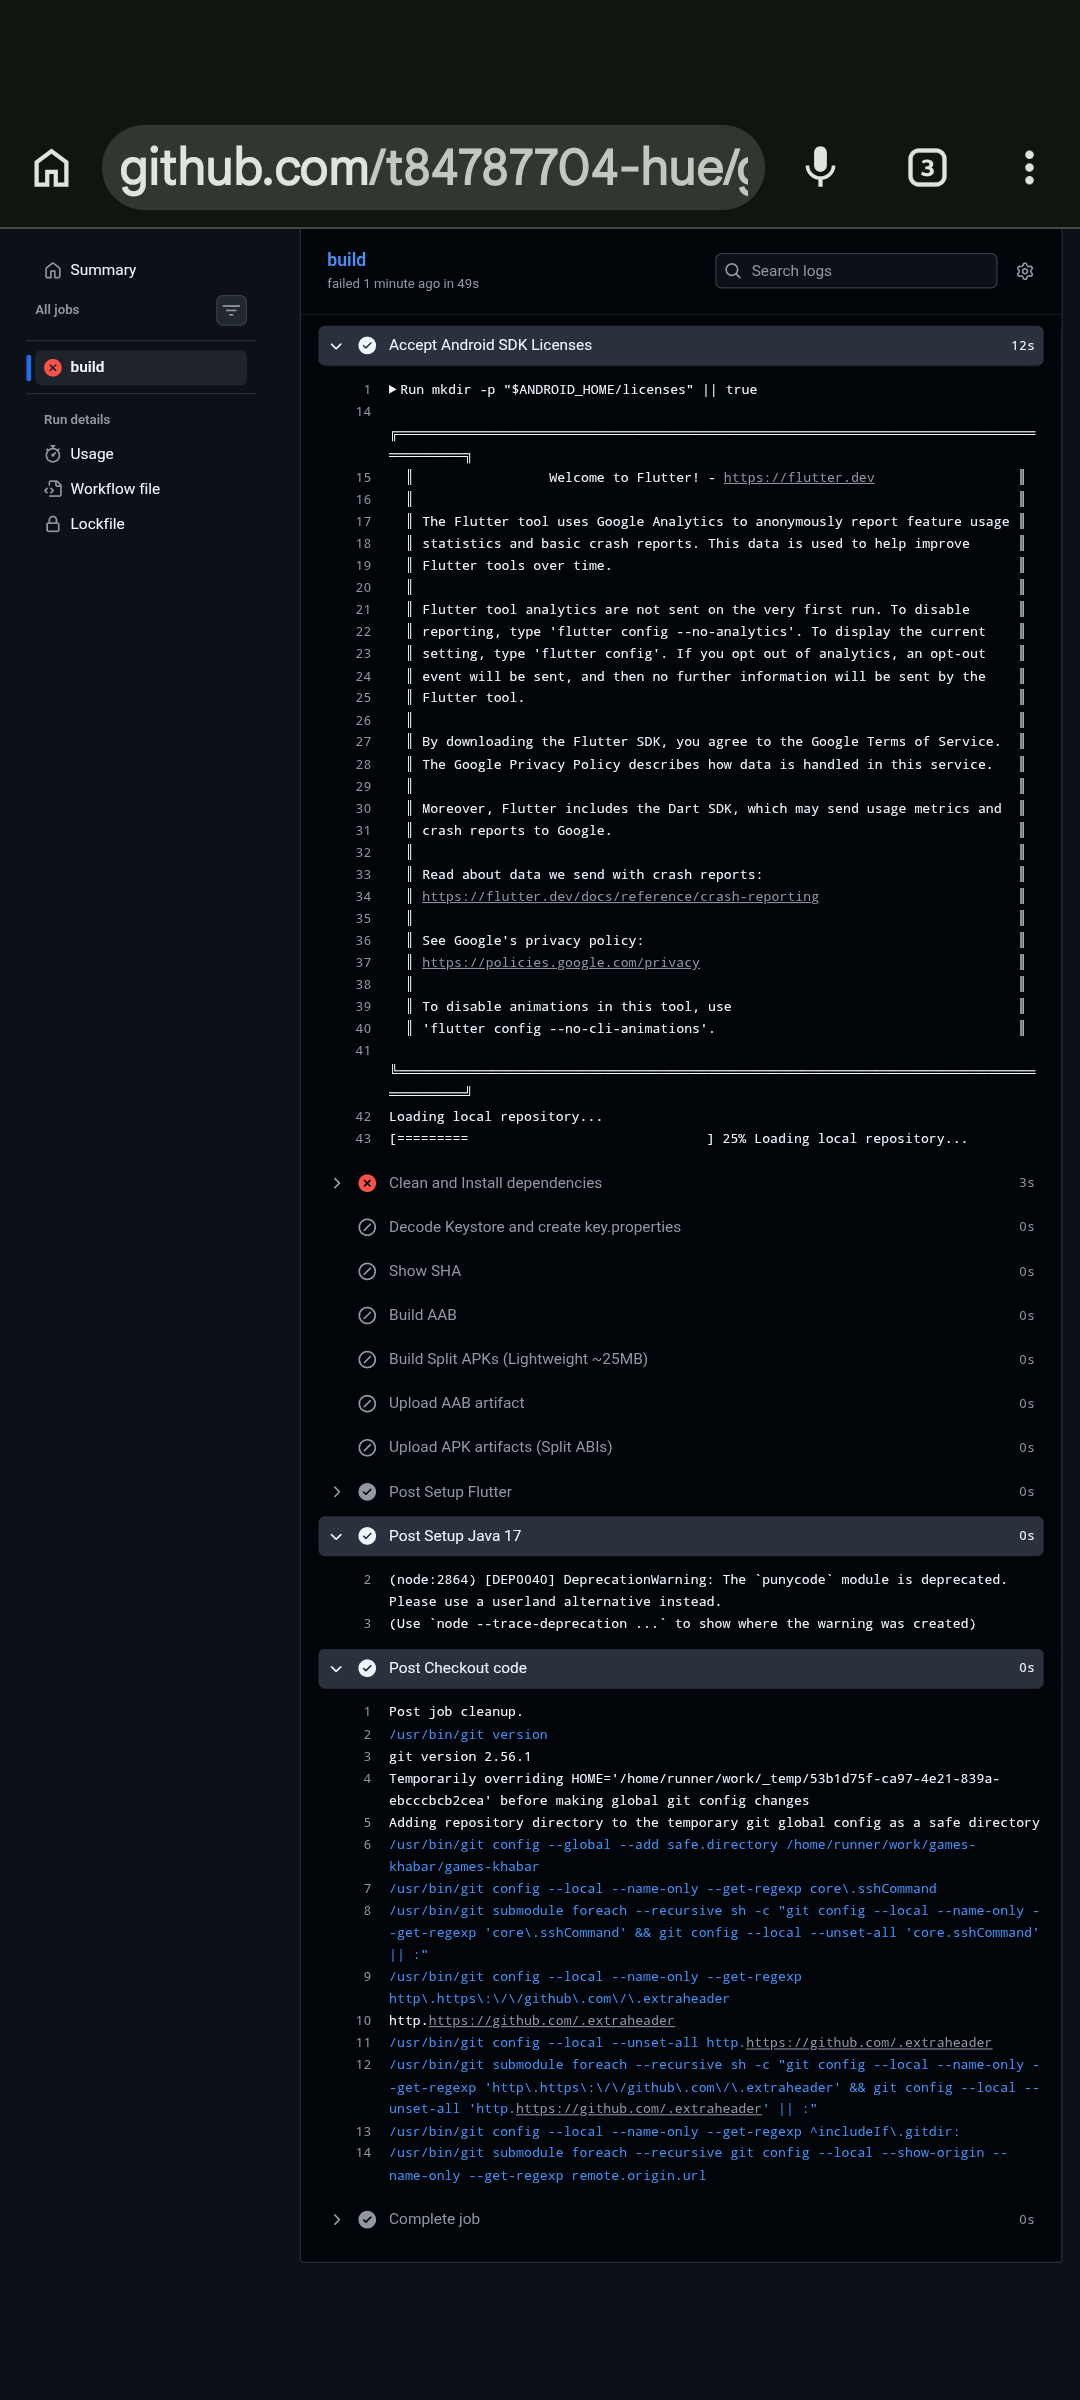 github.com/t84787704-hue/g
3
Summary
All jobs
build
Run details
Usage
Workflow file
Lockfile
build
failed 1 minute ago in 49s
Search logs
Accept Android SDK Licenses 12s
1 Run mkdir -p "$ANDROID_HOME/licenses" || true
14
╔════════════════════════════════════════════════════════════════════════════════
══════════╗
15 ║ Welcome to Flutter! - https://flutter.dev ║
16 ║ ║
17 ║ The Flutter tool uses Google Analytics to anonymously report feature usage ║
18 ║ statistics and basic crash reports. This data is used to help improve ║
19 ║ Flutter tools over time. ║
20 ║ ║
21 ║ Flutter tool analytics are not sent on the very first run. To disable ║
22 ║ reporting, type 'flutter config --no-analytics'. To display the current ║
23 ║ setting, type 'flutter config'. If you opt out of analytics, an opt-out ║
24 ║ event will be sent, and then no further information will be sent by the ║
25 ║ Flutter tool. ║
26 ║ ║
27 ║ By downloading the Flutter SDK, you agree to the Google Terms of Service. ║
28 ║ The Google Privacy Policy describes how data is handled in this service. ║
29 ║ ║
30 ║ Moreover, Flutter includes the Dart SDK, which may send usage metrics and ║
31 ║ crash reports to Google. ║
32 ║ ║
33 ║ Read about data we send with crash reports: ║
34 ║ https://flutter.dev/docs/reference/crash-reporting ║
35 ║ ║
36 ║ See Google's privacy policy: ║
37 ║ https://policies.google.com/privacy ║
38 ║ ║
39 ║ To disable animations in this tool, use ║
40 ║ 'flutter config --no-cli-animations'. ║
41
╚════════════════════════════════════════════════════════════════════════════════
══════════╝
42 Loading local repository...
43 [========= ] 25% Loading local repository...
Clean and Install dependencies 3s
Decode Keystore and create key.properties 0s
Show SHA 0s
Build AAB 0s
Build Split APKs (Lightweight ~25MB) 0s
Upload AAB artifact 0s
Upload APK artifacts (Split ABIs) 0s
Post Setup Flutter 0s
Post Setup Java 17 0s
2 (node:2864) [DEP0040] DeprecationWarning: The `punycode` module is deprecated.
Please use a userland alternative instead.
3 (Use `node --trace-deprecation ...` to show where the warning was created)
Post Checkout code 0s
1 Post job cleanup.
2 /usr/bin/git version
3 git version 2.56.1
4 Temporarily overriding HOME='/home/runner/work/_temp/53b1d75f-ca97-4e21-839a-
ebcccbcb2cea' before making global git config changes
5 Adding repository directory to the temporary git global config as a safe directory
6 /usr/bin/git config --global --add safe.directory /home/runner/work/games-
khabar/games-khabar
7 /usr/bin/git config --local --name-only --get-regexp core\.sshCommand
8 /usr/bin/git submodule foreach --recursive sh -c "git config --local --name-only -
-get-regexp 'core\.sshCommand' && git config --local --unset-all 'core.sshCommand'
|| :"
9 /usr/bin/git config --local --name-only --get-regexp
http\.https\:\/\/github\.com\/\.extraheader
10 http.https://github.com/.extraheader
11 /usr/bin/git config --local --unset-all http.https://github.com/.extraheader
12 /usr/bin/git submodule foreach --recursive sh -c "git config --local --name-only -
-get-regexp 'http\.https\:\/\/github\.com\/\.extraheader' && git config --local --
unset-all 'http.https://github.com/.extraheader' || :"
13 /usr/bin/git config --local --name-only --get-regexp ^includeIf\.gitdir:
14 /usr/bin/git submodule foreach --recursive git config --local --show-origin --
name-only --get-regexp remote.origin.url
Complete job 0s